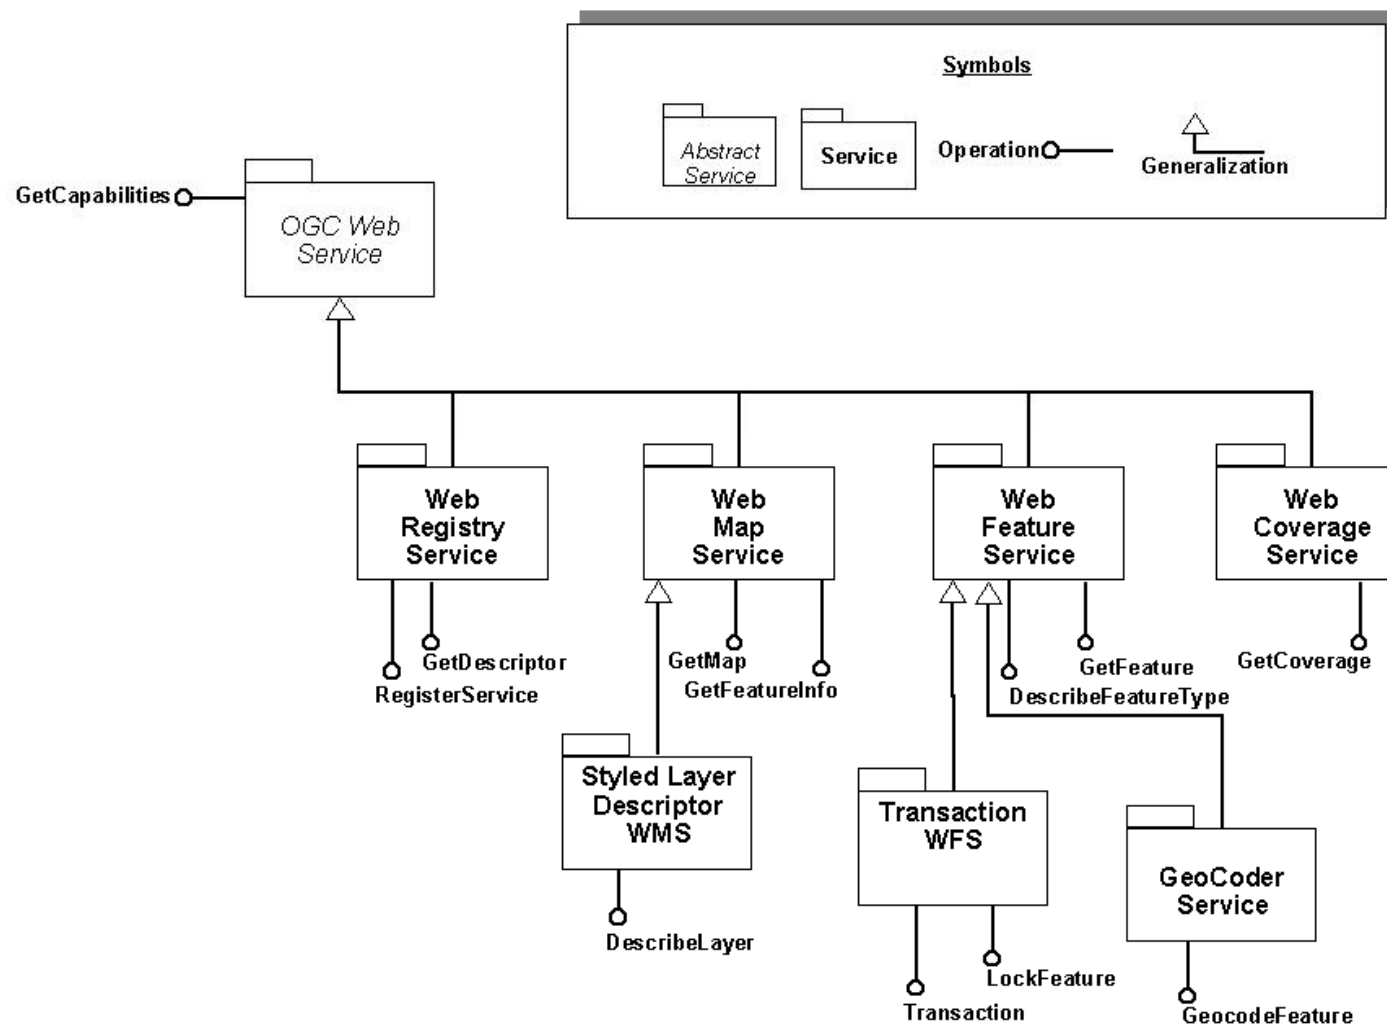 Symbols
Abstract
Service
Service
Operation
Generalization
GetCapabilities
OGC Web
Service
Web
Registry
Service
Web
Map
Service
Web
Feature
Service
Web
Coverage
Service
GetDescriptor
RegisterService
GetMap
GetFeatureInfo
GetFeature
DescribeFeatureType
GetCoverage
Styled Layer
Descriptor
WMS
Transaction
WFS
GeoCoder
Service
DescribeLayer
LockFeature
Transaction
GeocodeFeature